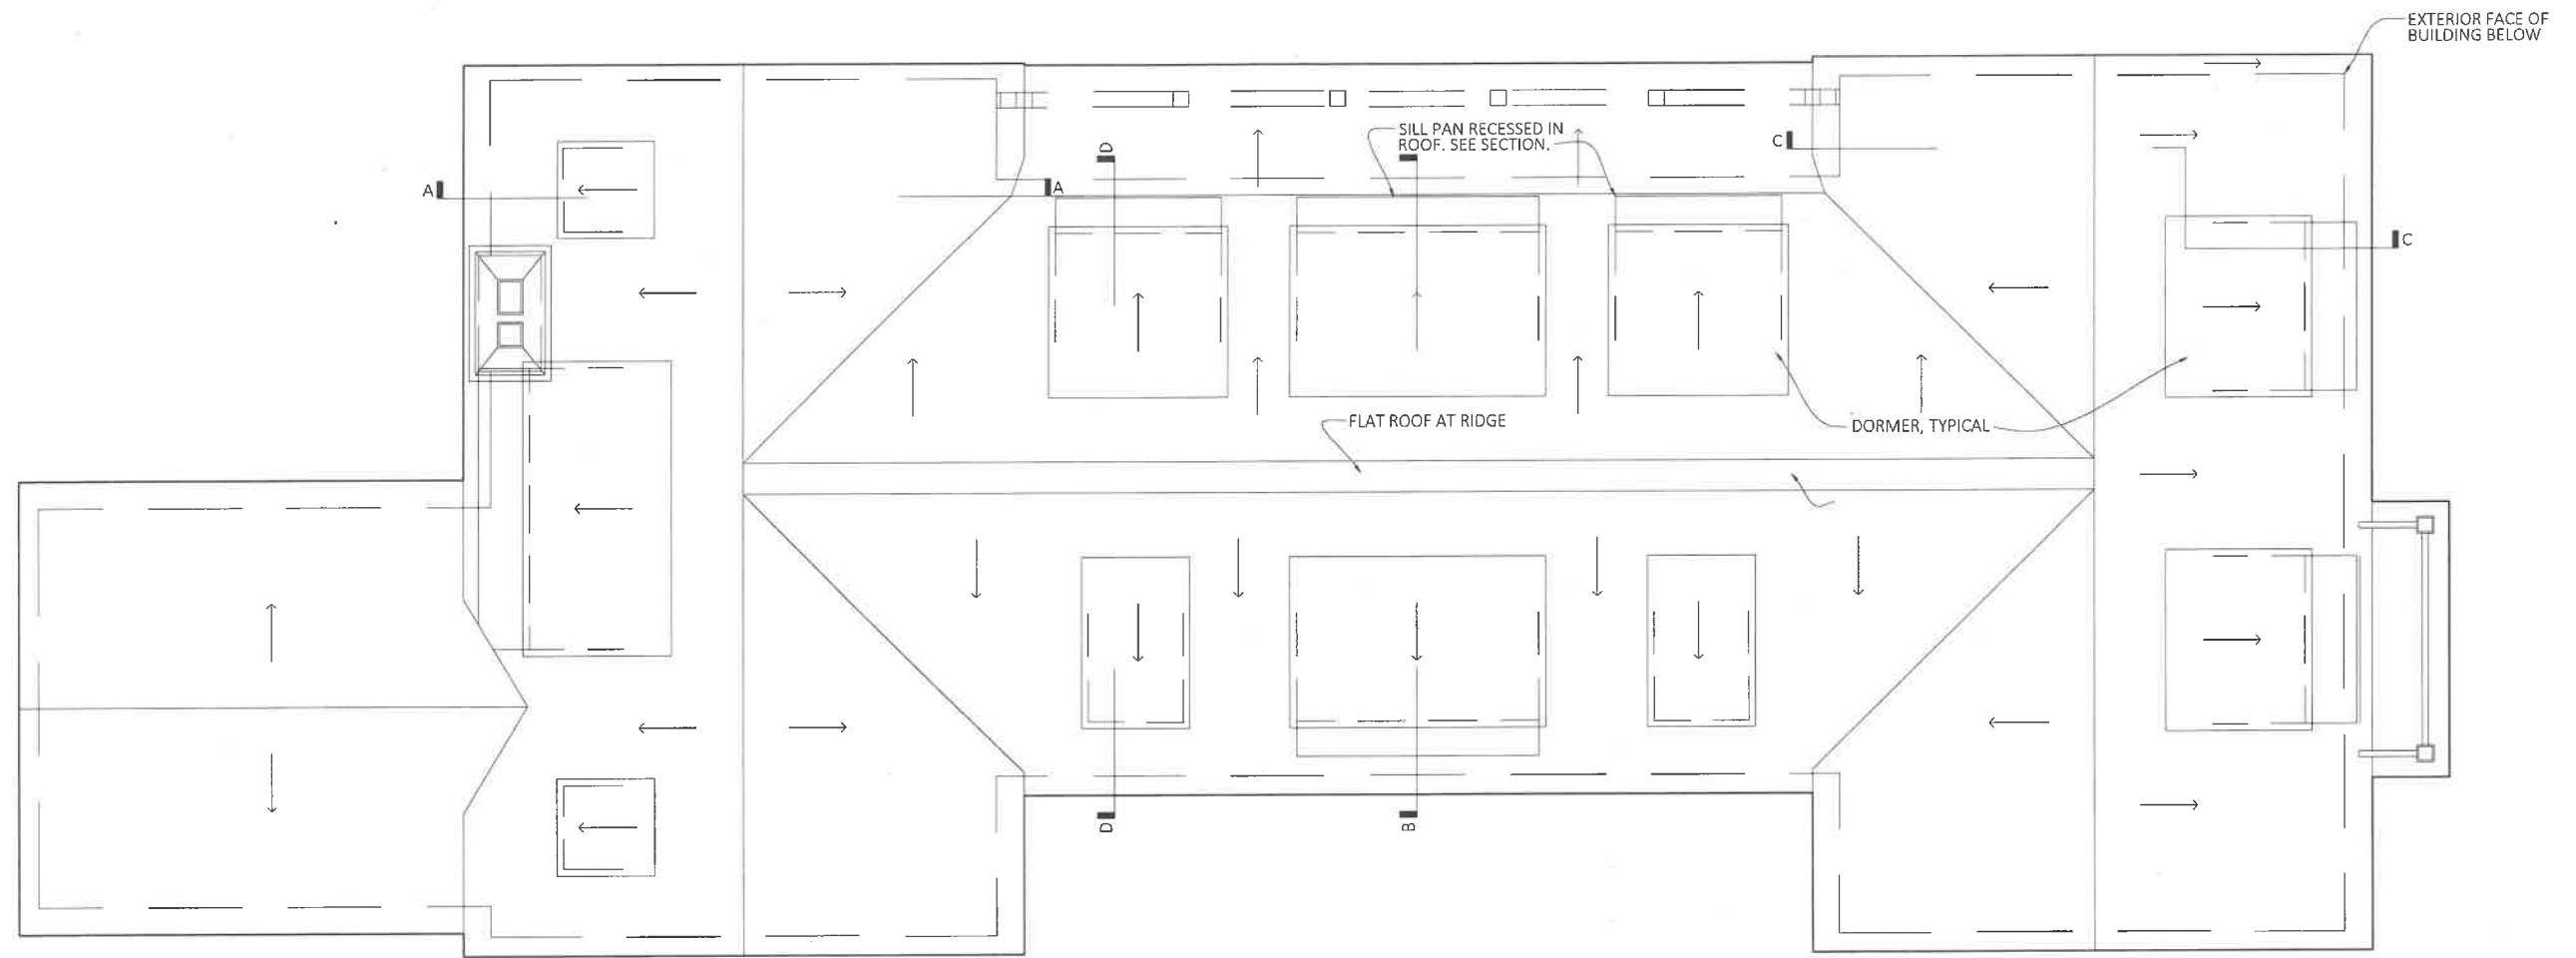 EXTERIOR FACE OF
BUILDING BELOW
SILL PAN RECESSED IN
ROOF. SEE SECTION.
D
C
A
A
C
FLAT ROOF AT RIDGE
DORMER, TYPICAL
D
B